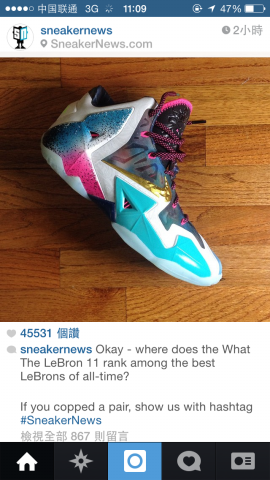 中国联通 3G 11:09 47%
sneakernews 2小時
SneakerNews.com
45531 個讚
sneakernews Okay - where does the What
The LeBron 11 rank among the best
LeBrons of all-time?
If you copped a pair, show us with hashtag
#SneakerNews
檢視全部 867 則留言